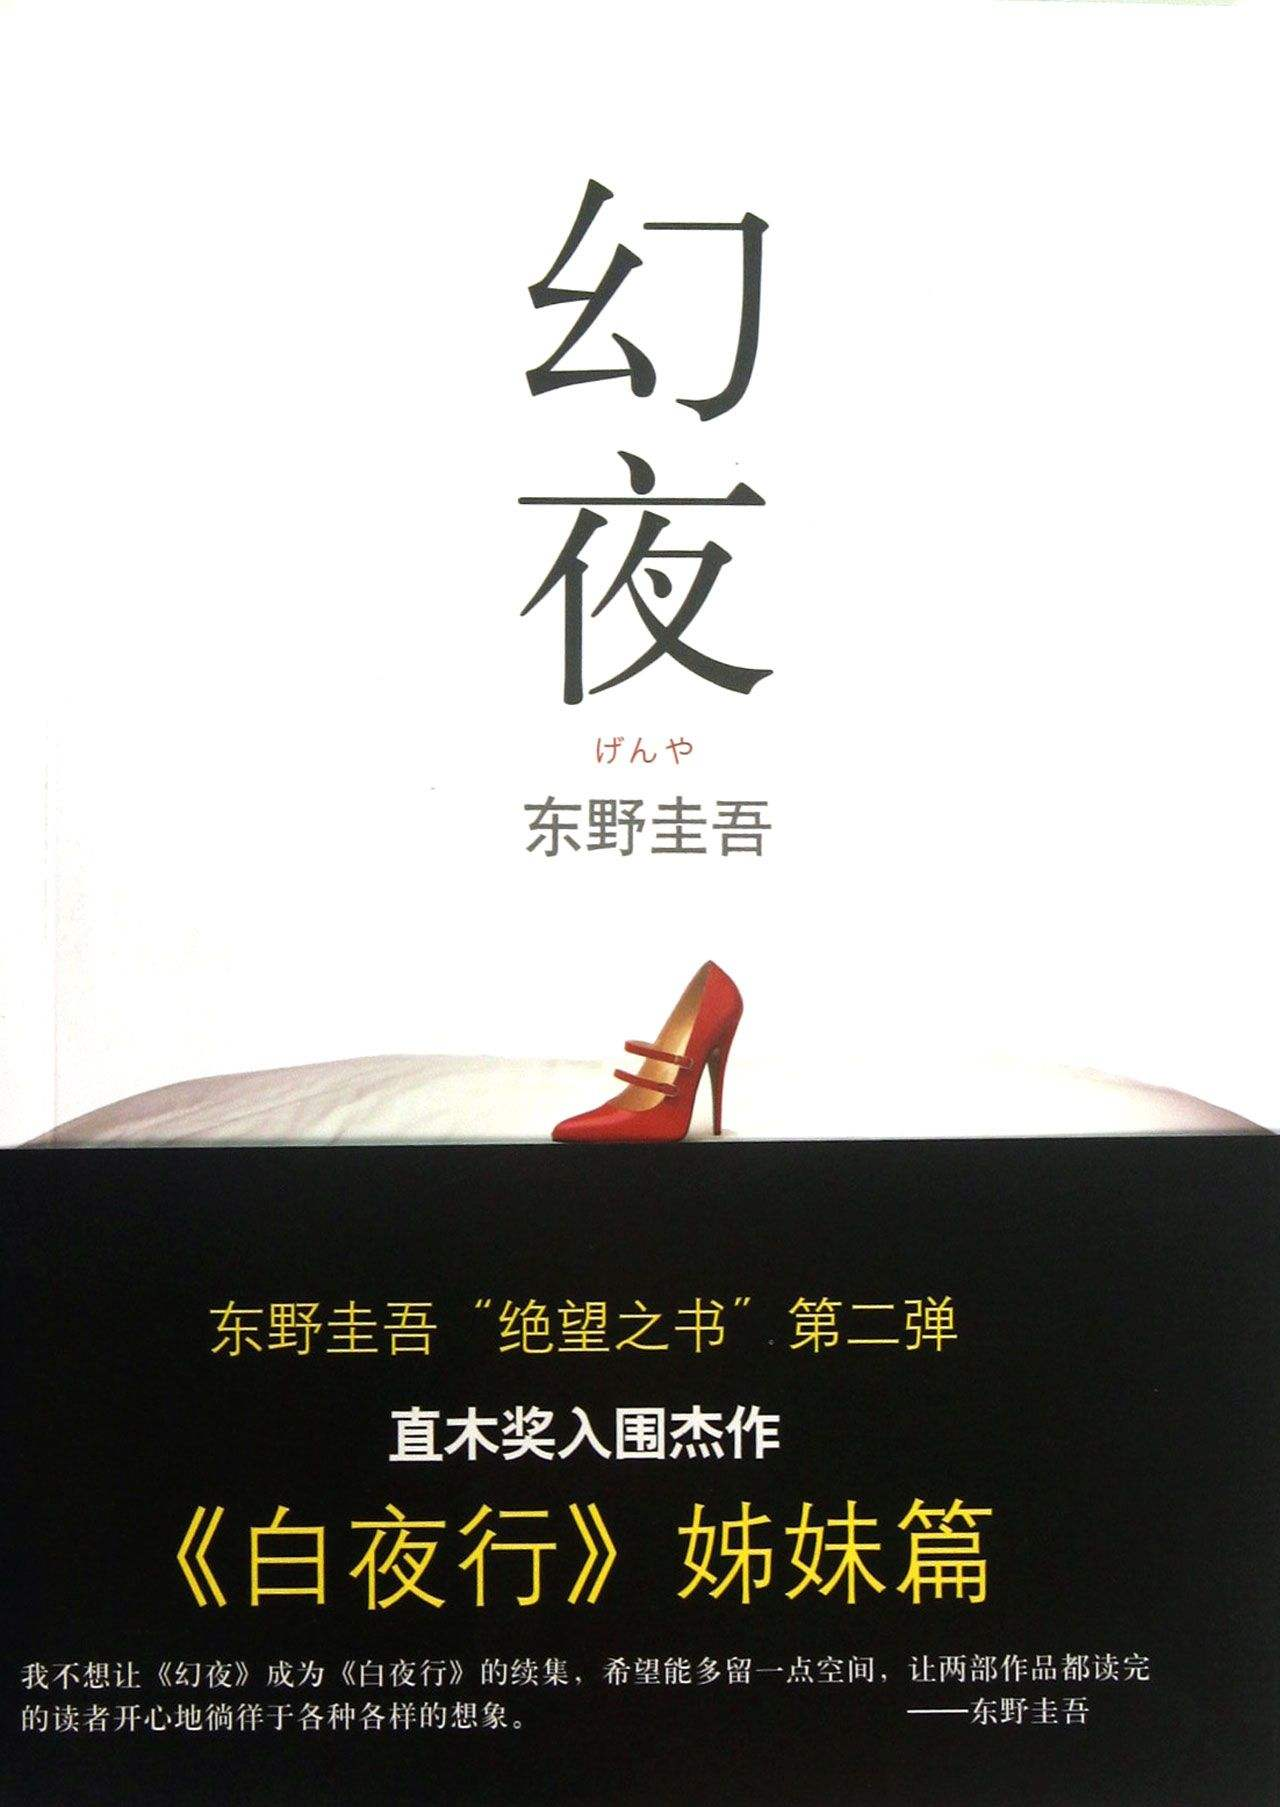 幻
夜
げんや
东野圭吾
东野圭吾“绝望之书”第二弹
直木奖入围杰作
《白夜行》姊妹篇
我不想让《幻夜》成为《白夜行》的续集，希望能多留一点空间，让两部作品都读完
的读者开心地徜徉于各种各样的想象。
——东野圭吾